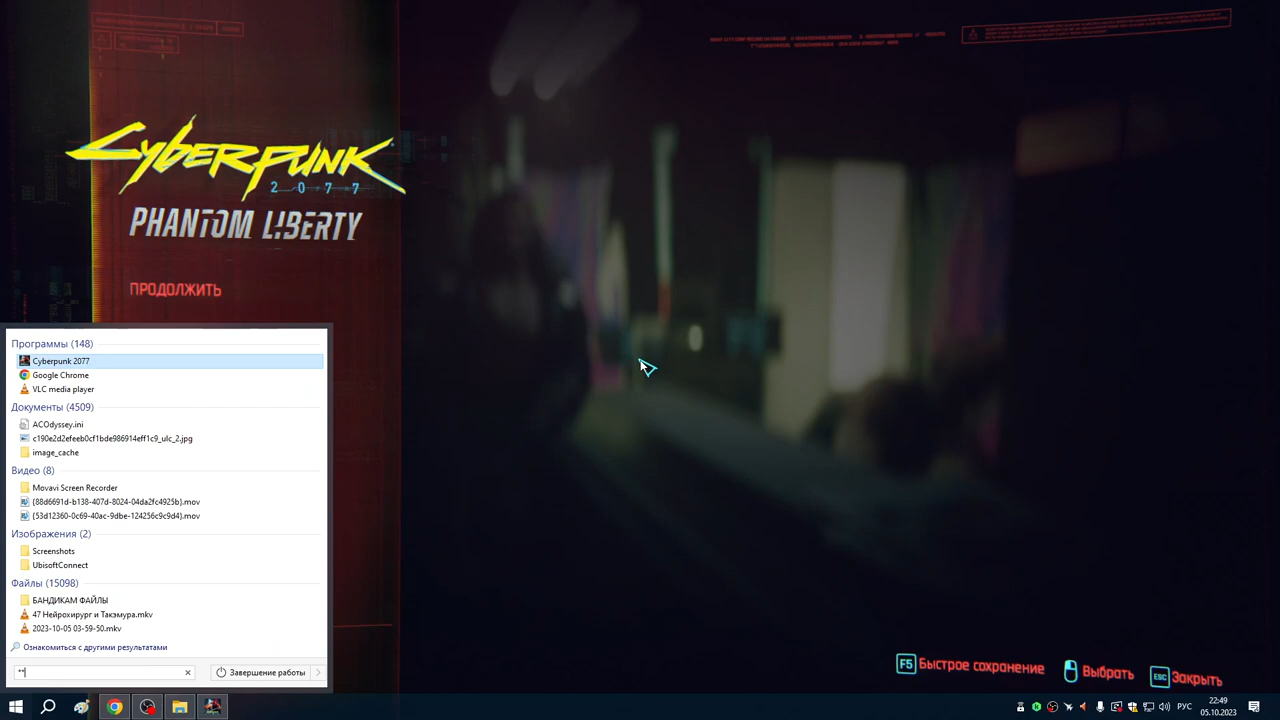 CYBERPUNK
2077
PHANTOM LIBERTY
ПРОДОЛЖИТЬ
Программы (148)
Cyberpunk 2077
Google Chrome
VLC media player
Документы (4509)
ACOdyssey.ini
c190e2d2efeeb0cf1bde986914eff1c9_ulc_2.jpg
image_cache
Видео (8)
Movavi Screen Recorder
{88d6691d-b138-407d-8024-04da2fc4925b}.mov
{53d12360-0c69-40ac-9dbe-124256c9c9d4}.mov
Изображения (2)
Screenshots
UbisoftConnect
Файлы (15098)
БАНДИКАМ ФАЙЛЫ
47 Нейрохирург и Такэмура.mkv
2023-10-05 03-59-50.mkv
Ознакомиться с другими результатами
**
Завершение работы
F5 Быстрое сохранение
Выбрать
ESC Закрыть
РУС
22:49
05.10.2023